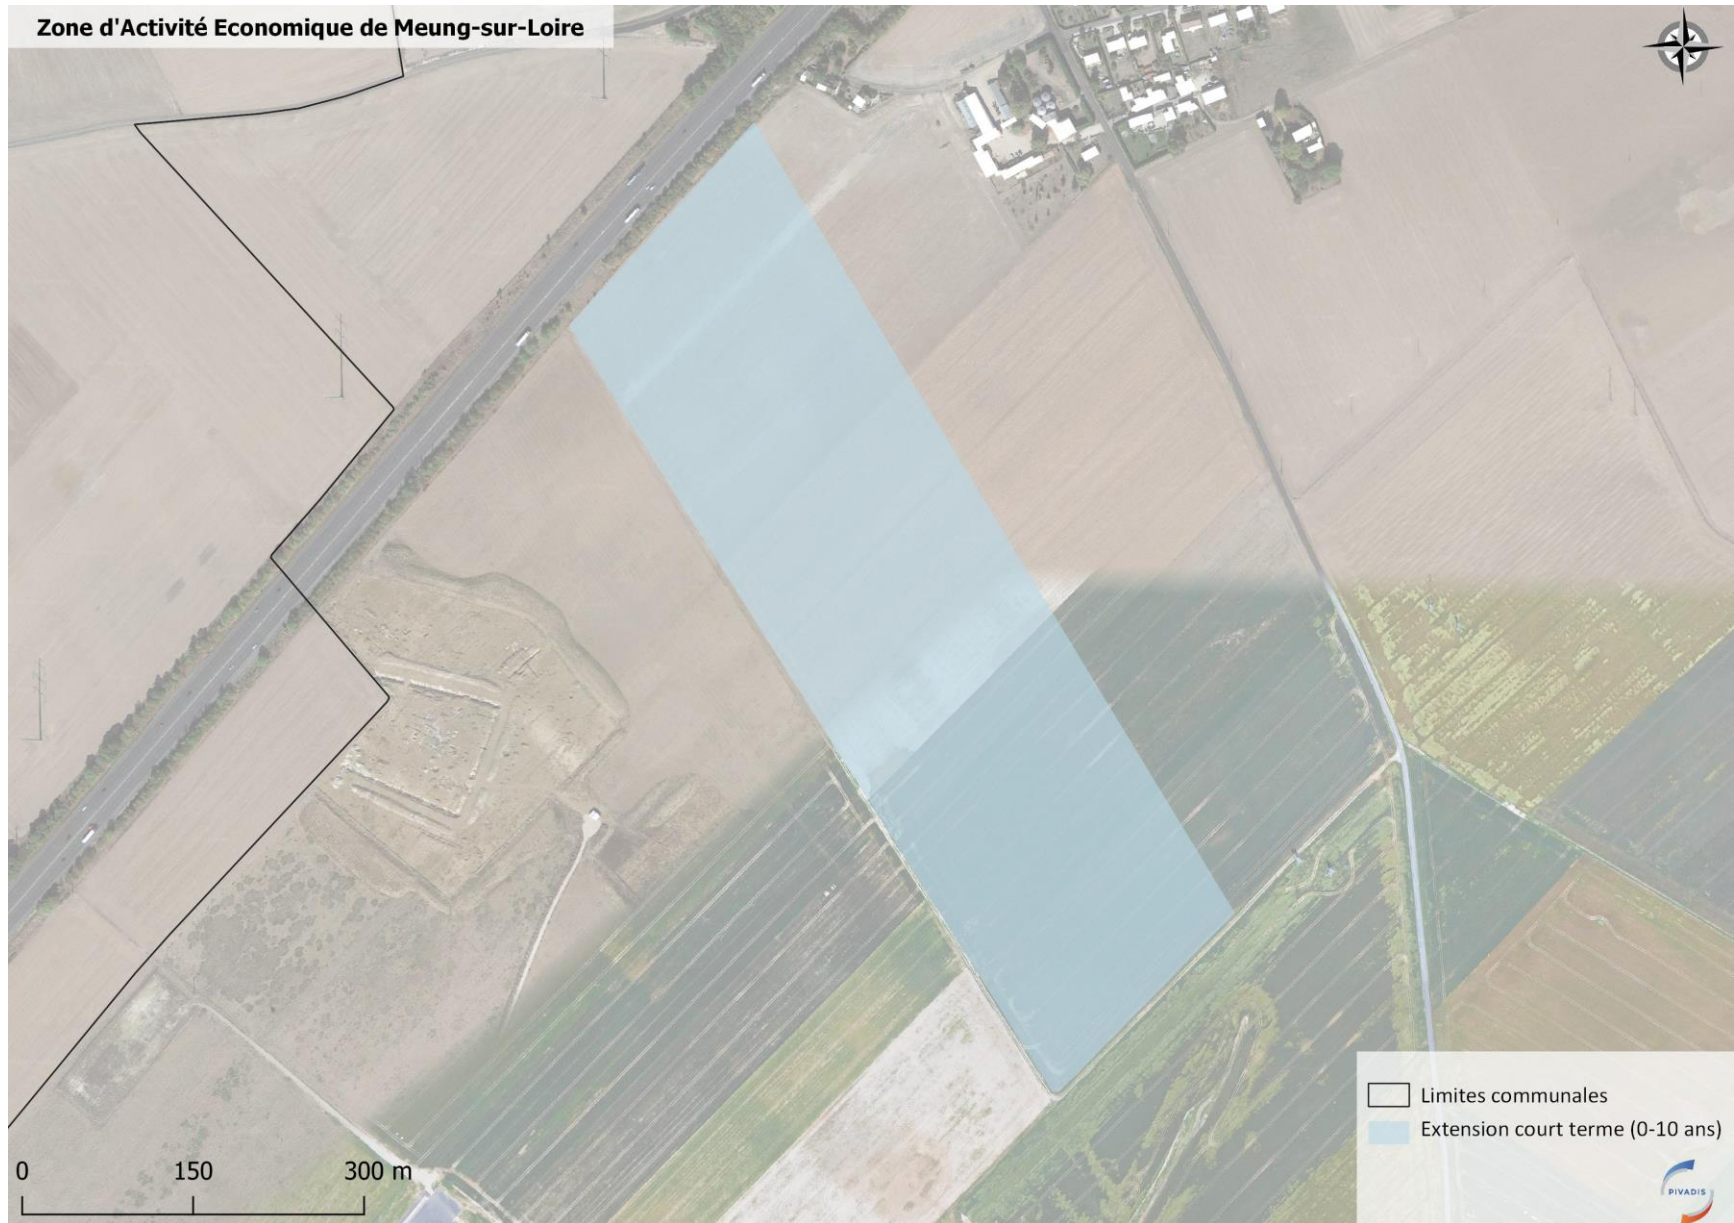 Zone d'Activité Economique de Meung-sur-Loire
Limites communales
Extension court terme (0-10 ans)
0 150 300 m
PIVADIS